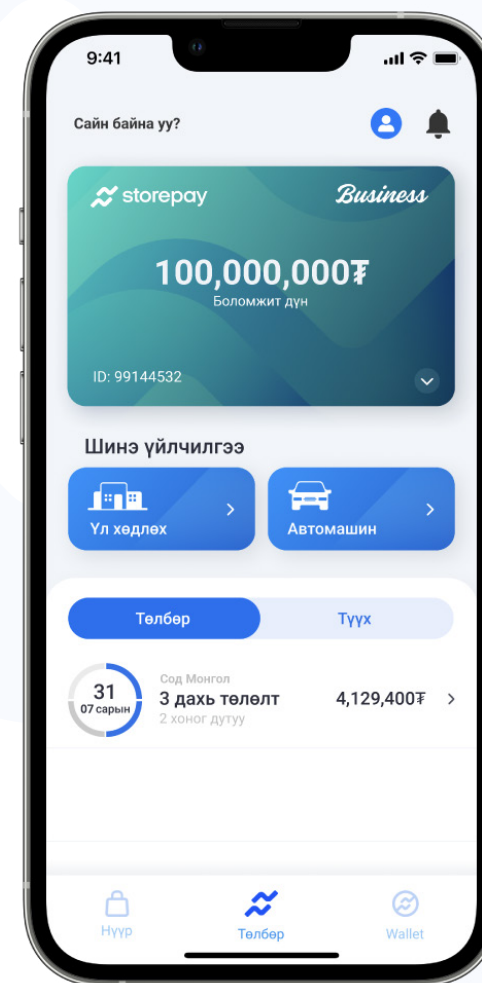 9:41
Сайн байна уу?
storepay Business
100,000,000₮
Боломжит дүн
ID: 99144532
Шинэ үйлчилгээ
Үл хөдлөх
Автомашин
Төлбөр Түүх
31
07 сарын
Сод Монгол
3 дахь төлөлт 4,129,400₮
2 хоног дутуу
Нүүр Төлбөр Wallet